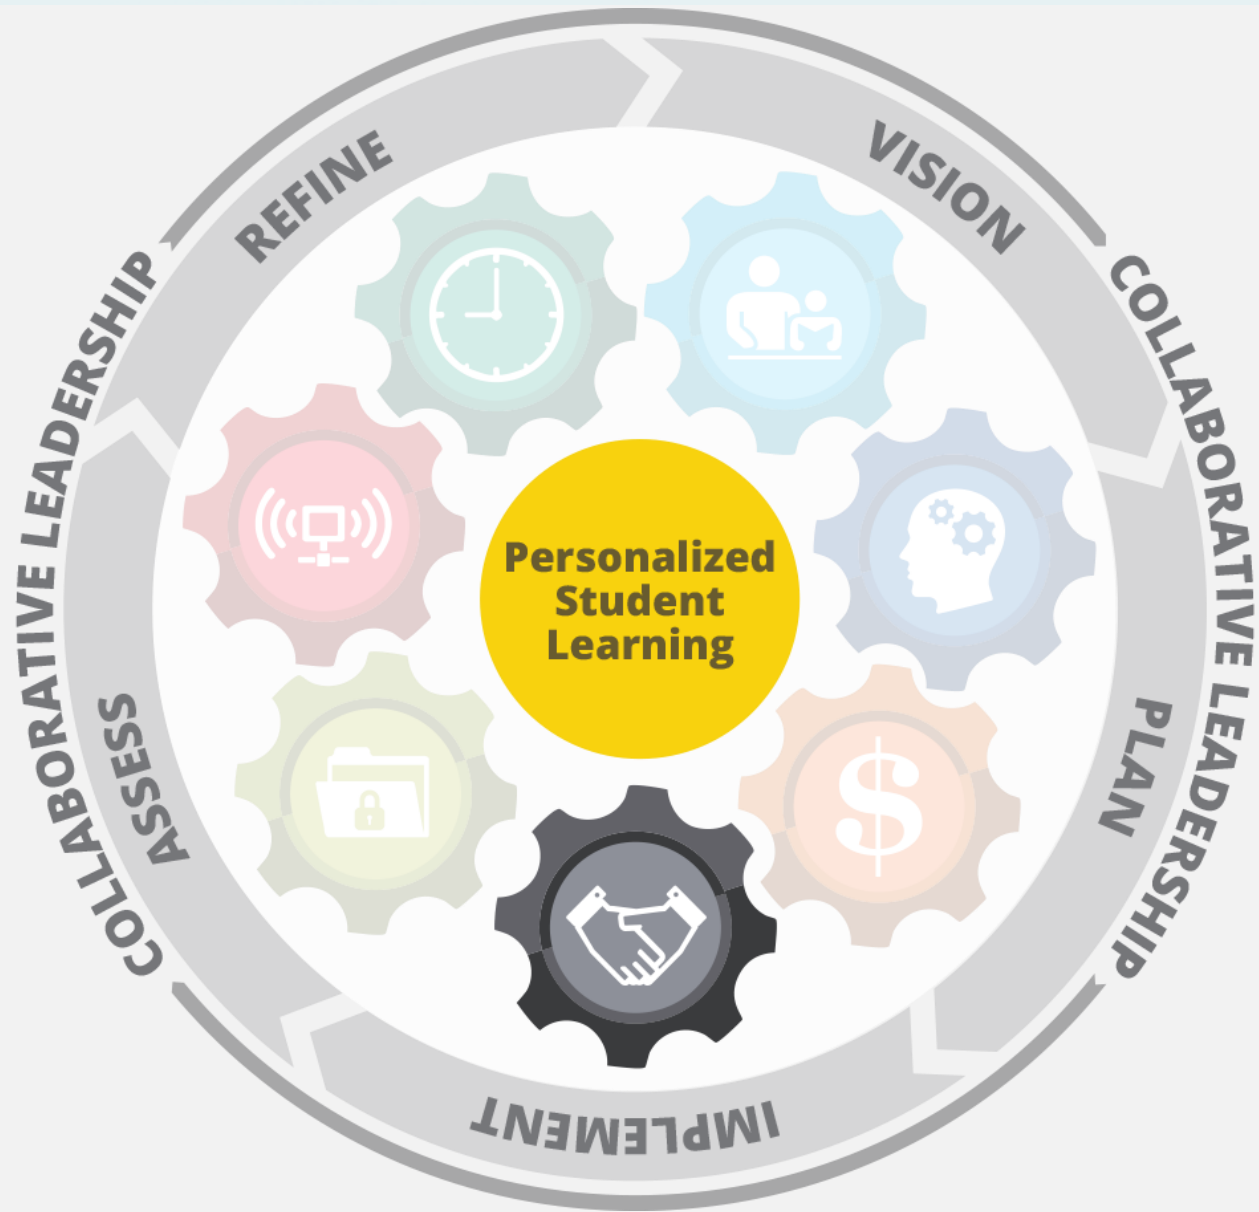 REFINE
VISION
COLLABORATIVE LEADERSHIP
COLLABORATIVE LEADERSHIP
Personalized
Student
Learning
$
ASSESS
PLAN
IMPLEMENT